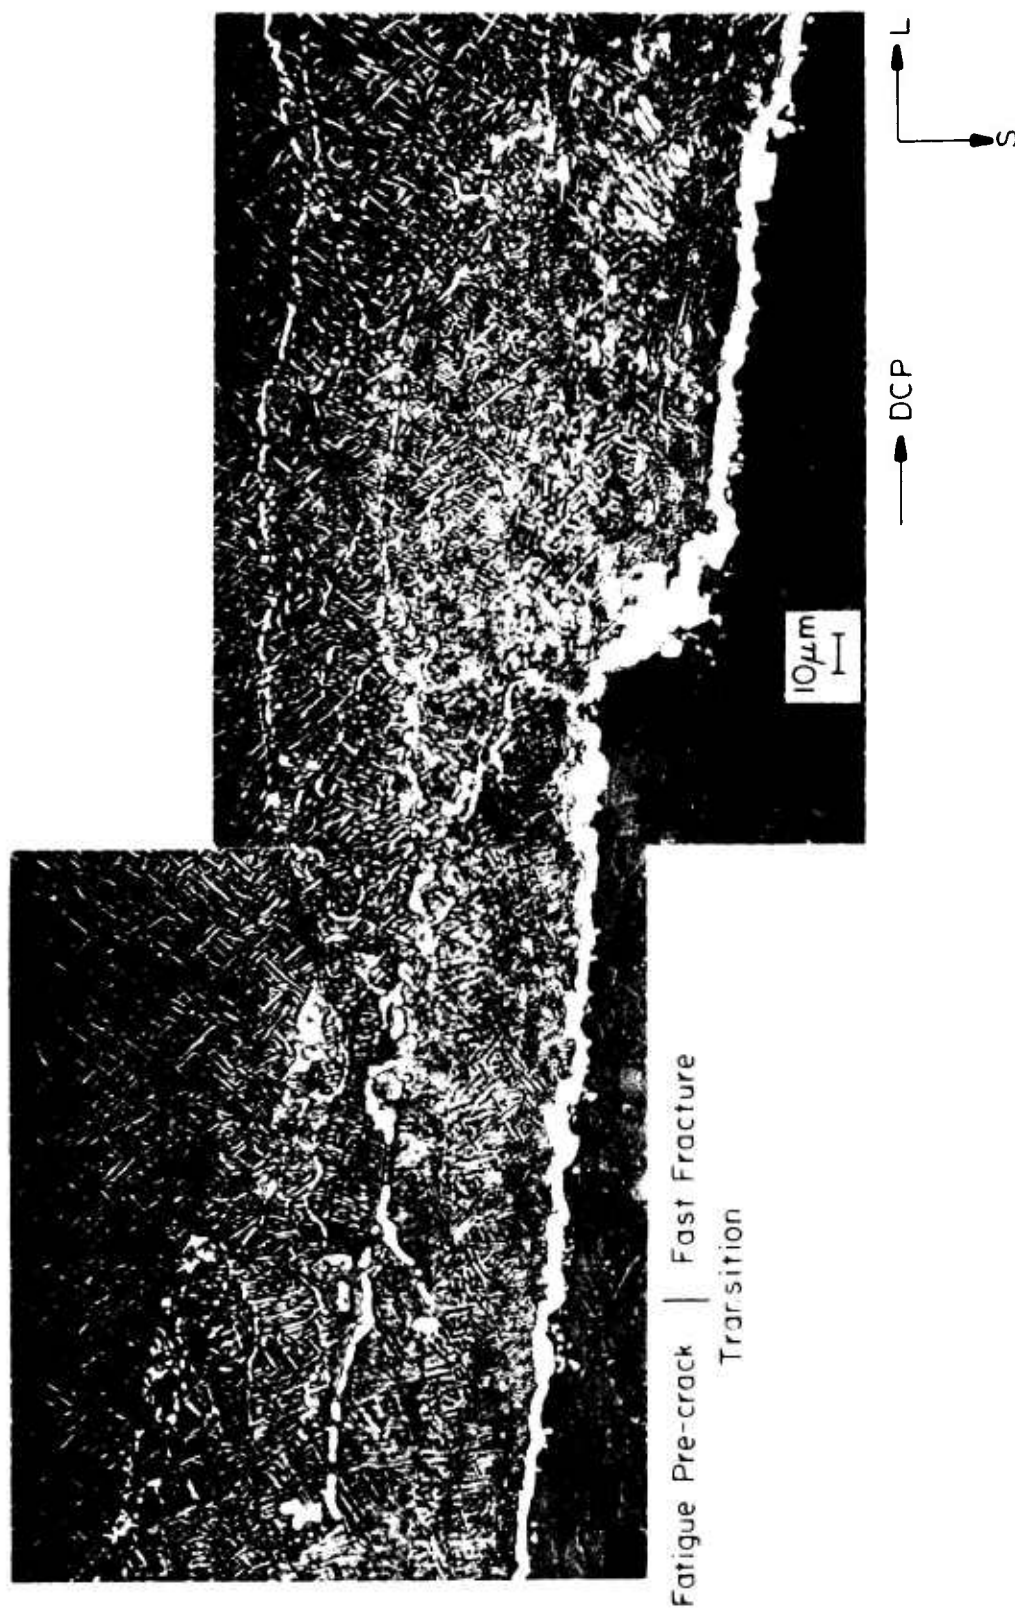 Fatigue Pre-crack | Fast Fracture
Transition
10μm
DCP
L
S